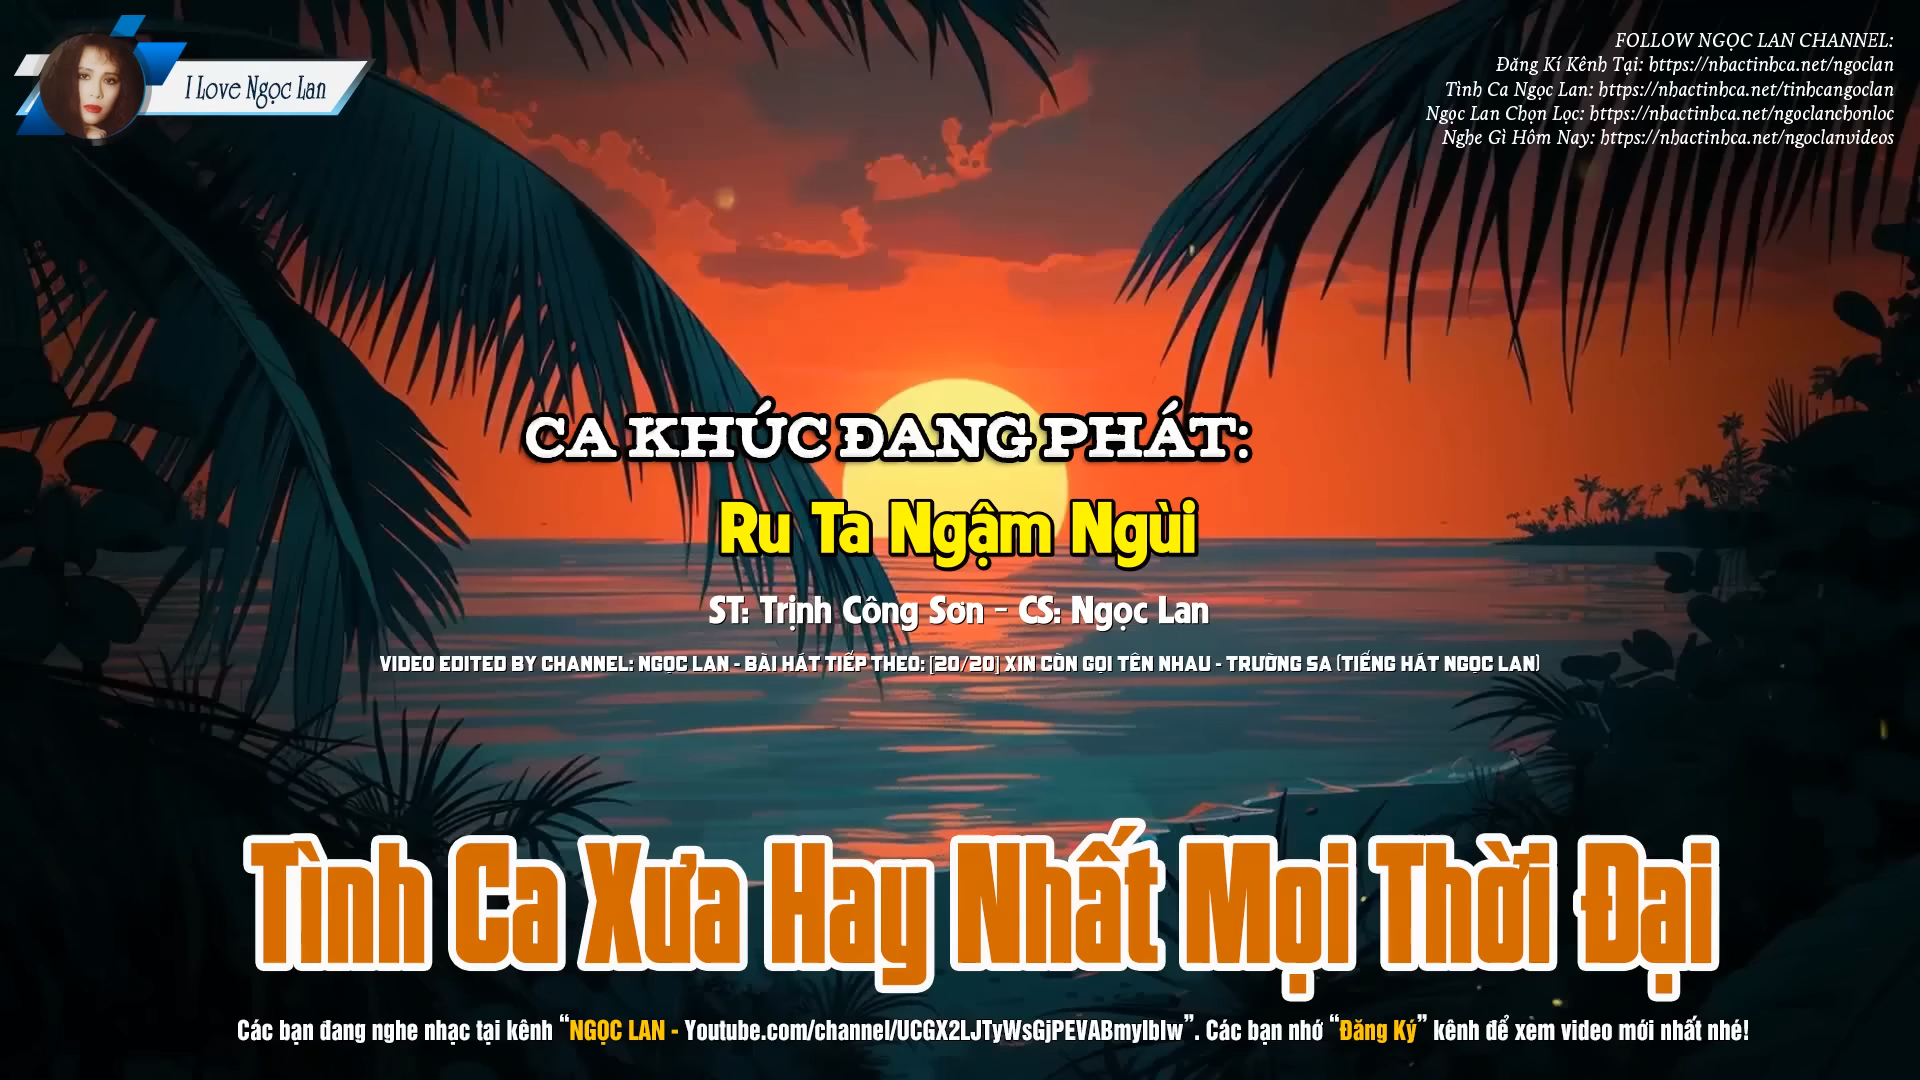 I Love Ngọc Lan
FOLLOW NGỌC LAN CHANNEL:
Đăng Kí Kênh Tại: https://nhactinhca.net/ngoclan
Tình Ca Ngọc Lan: https://nhactinhca.net/tinhcangoclan
Ngọc Lan Chọn Lọc: https://nhactinhca.net/ngoclanchonloc
Nghe Gì Hôm Nay: https://nhactinhca.net/ngoclanvideos
CA KHÚC ĐANG PHÁT:
Ru Ta Ngậm Ngùi
ST: Trịnh Công Sơn - CS: Ngọc Lan
VIDEO EDITED BY CHANNEL: NGỌC LAN - BÀI HÁT TIẾP THEO: [20/20] XIN CÒN GỌI TÊN NHAU - TRƯỜNG SA (TIẾNG HÁT NGỌC LAN)
Tình Ca Xưa Hay Nhất Mọi Thời Đại
Các bạn đang nghe nhạc tại kênh “NGỌC LAN - Youtube.com/channel/UCGX2LJTyWsGjPEVABmyIbIw”. Các bạn nhớ “Đăng Ký” kênh để xem video mới nhất nhé!